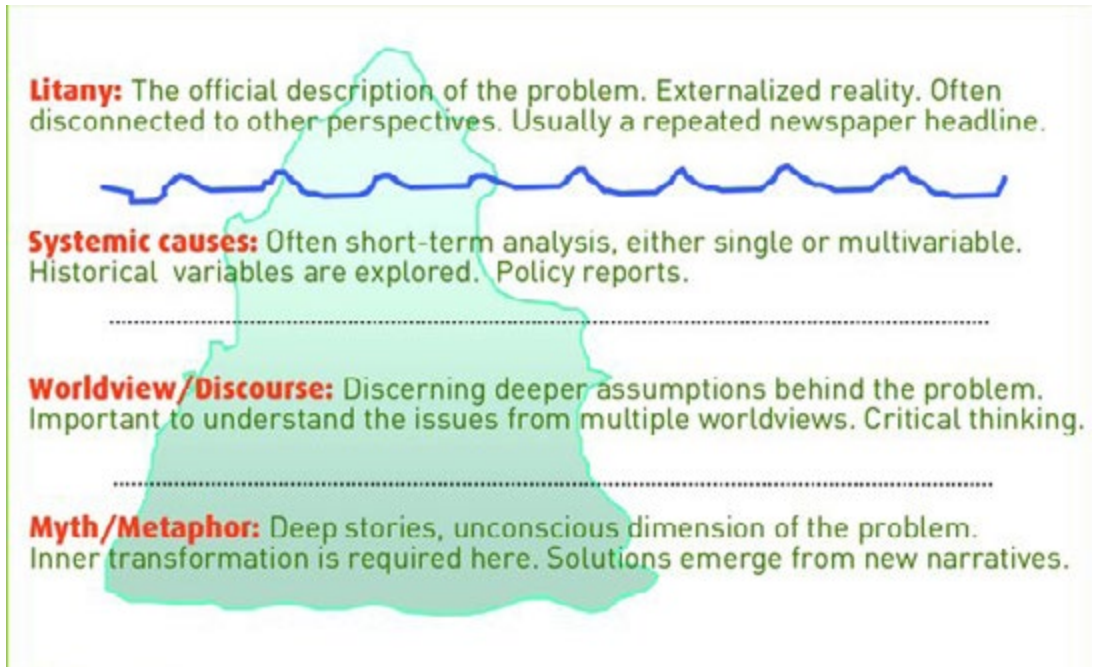 Litany: The official description of the problem. Externalized reality. Often
disconnected to other perspectives. Usually a repeated newspaper headline.
Systemic causes: Often short-term analysis, either single or multivariable.
Historical variables are explored. Policy reports.
Worldview/Discourse: Discerning deeper assumptions behind the problem.
Important to understand the issues from multiple worldviews. Critical thinking.
Myth/Metaphor: Deep stories, unconscious dimension of the problem.
Inner transformation is required here. Solutions emerge from new narratives.